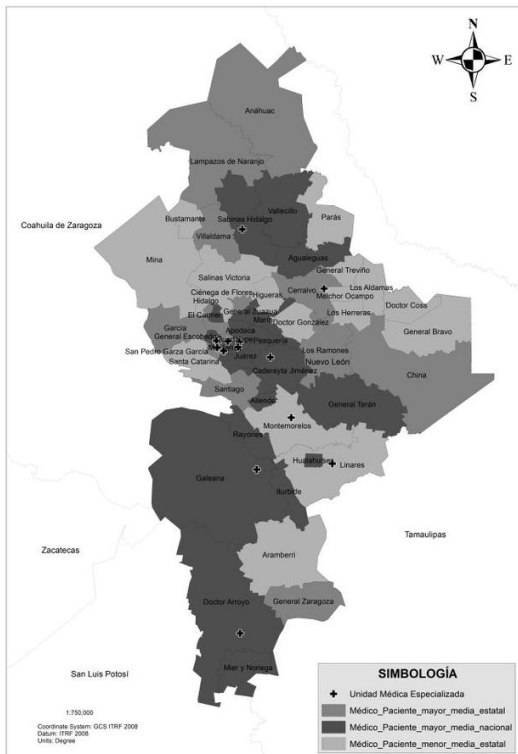 N
W E
S
Anáhuac
Lampazos de Naranjo
Coahuila de Zaragoza
Bustamante
Sabinas Hidalgo
Vallecillo
Parás
Villaldama
Mina
Agualeguas
General Treviño
Salinas Victoria
Cerralvo
Los Aldamas
Melchor Ocampo
Ciénega de Flores
Higueras
Hidalgo
Doctor Coss
El Carmen
General Zuazua
Los Herreras
Marín
Doctor González
General Bravo
García
Apodaca
General Escobedo
Pesquería
San Pedro Garza García
Juárez
Los Ramones
Santa Catarina
Nuevo León
Cadereyta Jiménez
China
Santiago
Allende
General Terán
Montemorelos
Rayones
Hualahuises
Linares
Galeana
Iturbide
Tamaulipas
Zacatecas
Aramberri
Doctor Arroyo
General Zaragoza
San Luis Potosí
Mier y Noriega
SIMBOLOGÍA
Unidad Médica Especializada
Médico_Paciente_mayor_media_estatal
Médico_Paciente_mayor_media_nacional
Médico_Paciente_menor_media_estatal
1:750,000
Coordinate System: GCS ITRF 2008
Datum: ITRF 2008
Units: Degree